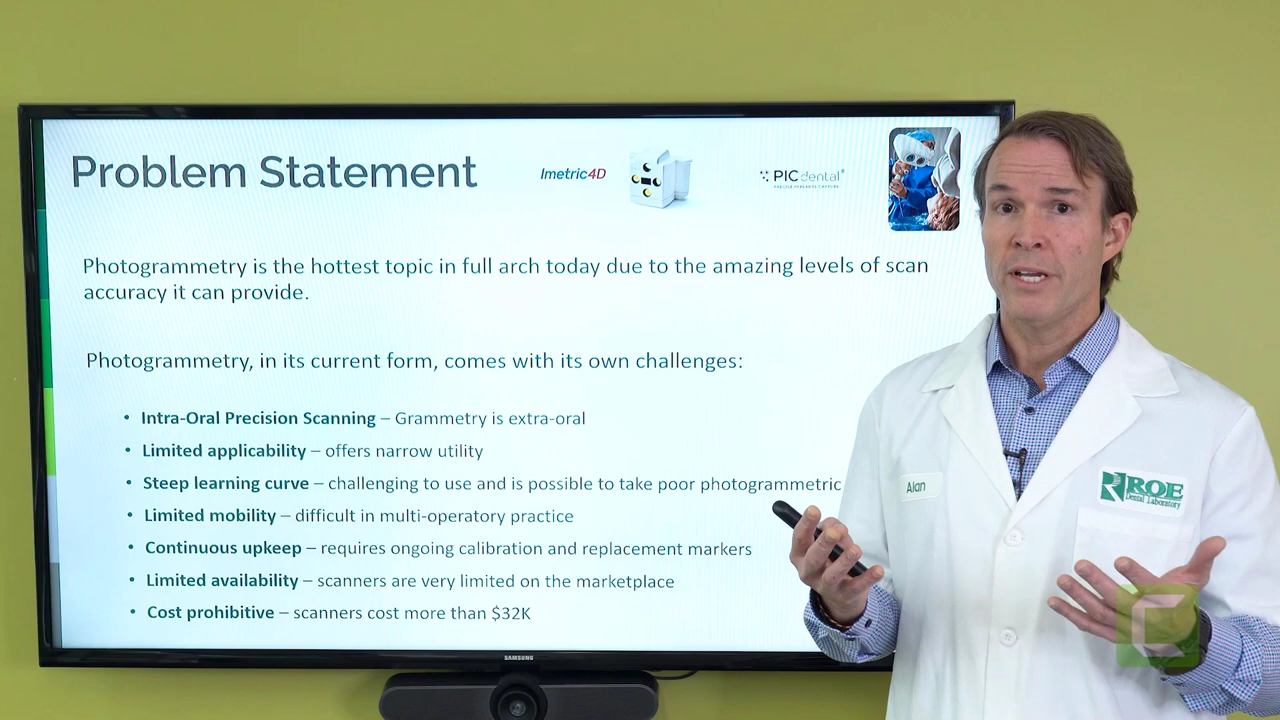 Problem Statement
Imetric4D
PICdental®
PRECISE IMPLANTS CAPTURE
Photogrammetry is the hottest topic in full arch today due to the amazing levels of scan
accuracy it can provide.
Photogrammetry, in its current form, comes with its own challenges:
• Intra-Oral Precision Scanning – Grammetry is extra-oral
• Limited applicability – offers narrow utility
• Steep learning curve – challenging to use and is possible to take poor photogrammetric
• Limited mobility – difficult in multi-operatory practice
• Continuous upkeep – requires ongoing calibration and replacement markers
• Limited availability – scanners are very limited on the marketplace
• Cost prohibitive – scanners cost more than $32K
SAMSUNG
Alan
ROE
Dental Laboratory